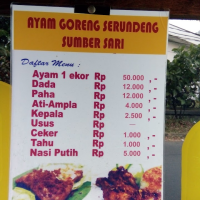 AYAM GORENG SERUNDENG
SUMBER SARI
Daftar Menu :
Ayam 1 ekor Rp 50.000 ,-
Dada Rp 12.000 ,-
Paha Rp 12.000 ,-
Ati-Ampla Rp 4.000 ,-
Kepala Rp 2.500 ,-
Usus Rp ---
Ceker Rp 1.000 ,-
Tahu Rp 1.000 ,-
Nasi Putih Rp 5.000 ,-